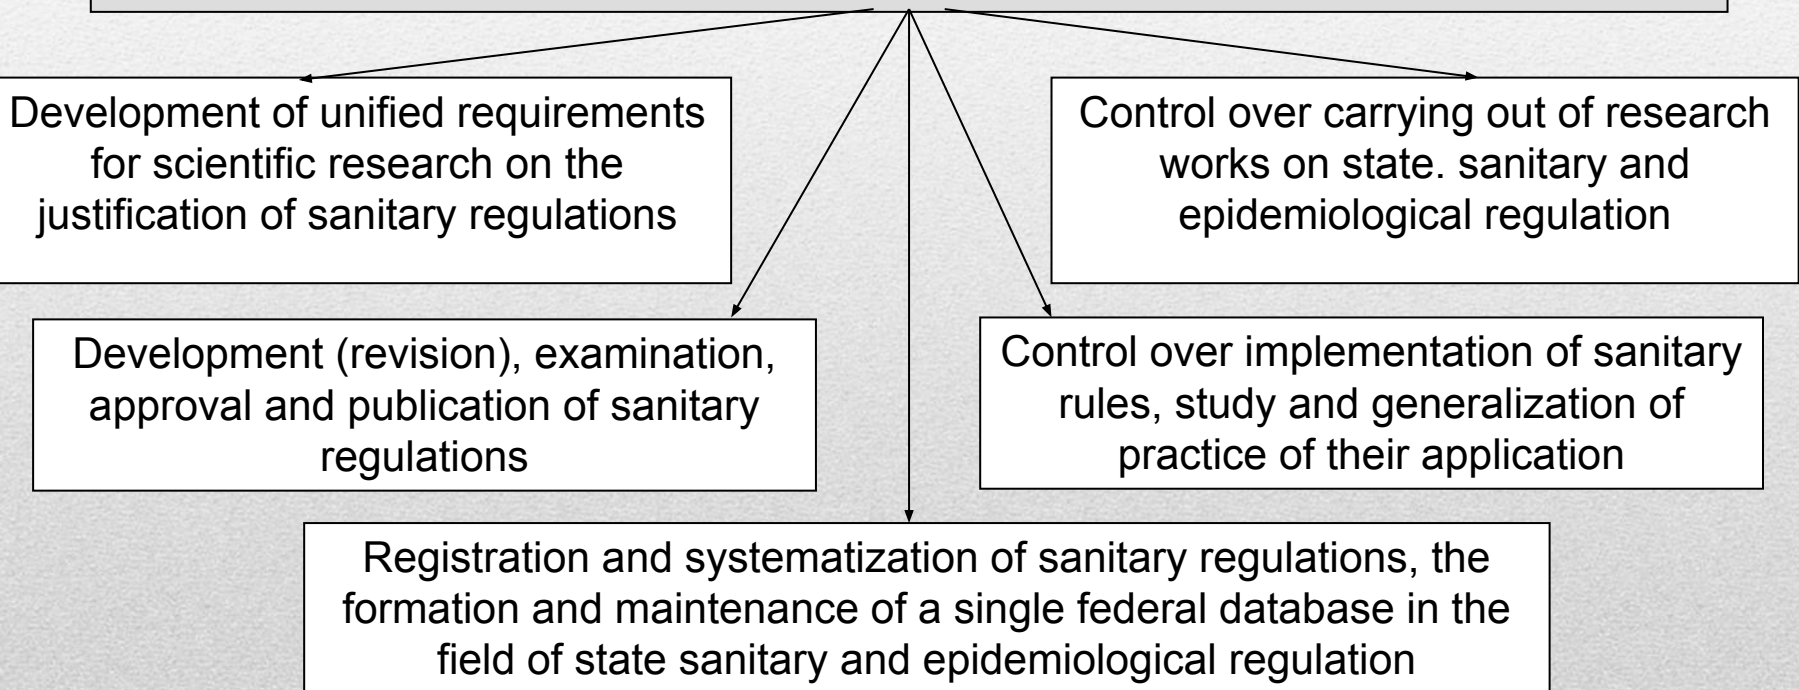 Development of unified requirements
for scientific research on the
justification of sanitary regulations
Control over carrying out of research
works on state. sanitary and
epidemiological regulation
Development (revision), examination,
approval and publication of sanitary
regulations
Control over implementation of sanitary
rules, study and generalization of
practice of their application
Registration and systematization of sanitary regulations, the
formation and maintenance of a single federal database in the
field of state sanitary and epidemiological regulation